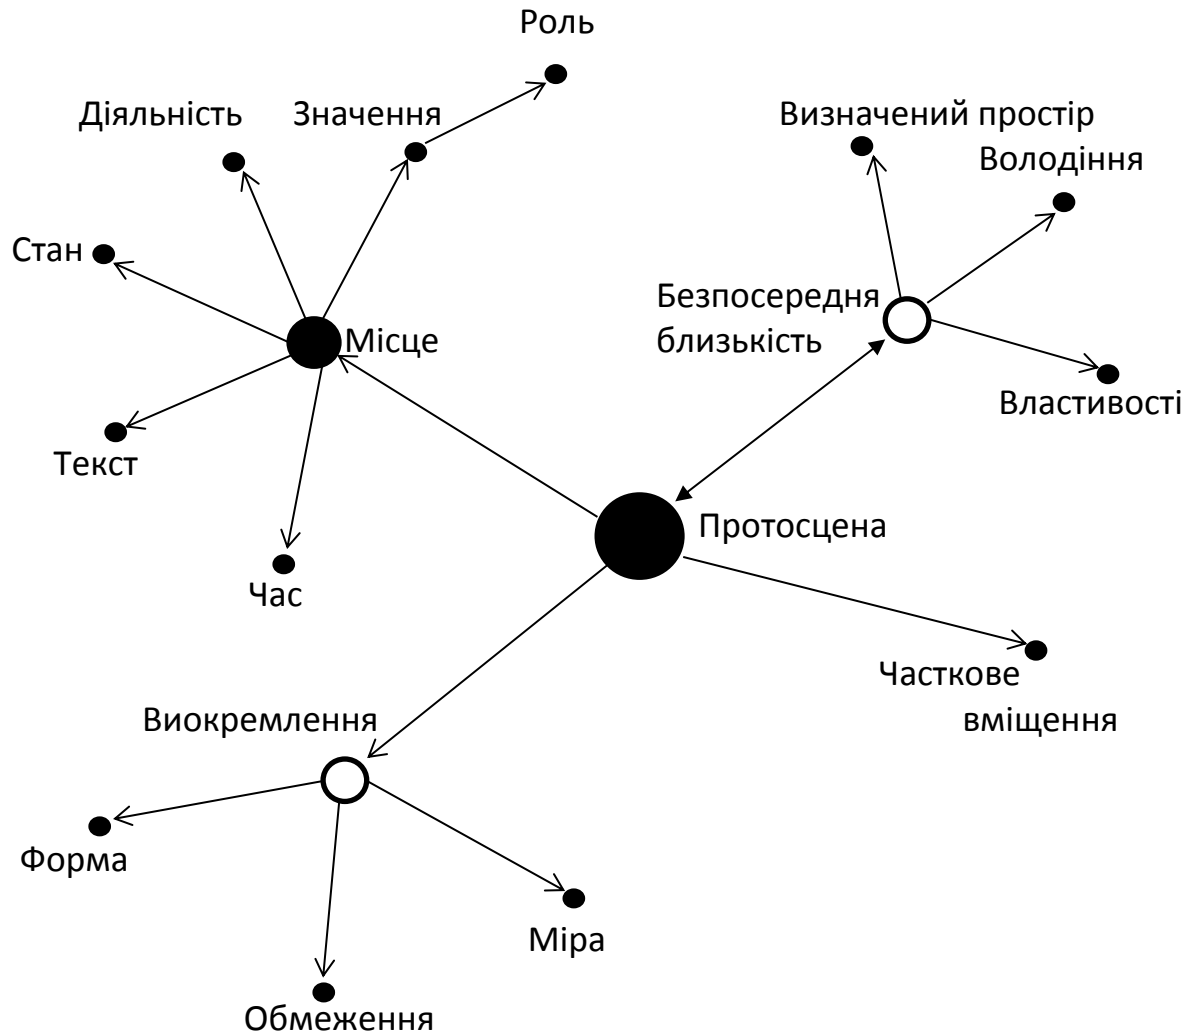 Роль
Діяльність
Значення
Визначений простір
Володіння
Стан
Безпосередня
близькість
Місце
Властивості
Текст
Протосцена
Час
Часткове
вміщення
Виокремлення
Форма
Міра
Обмеження